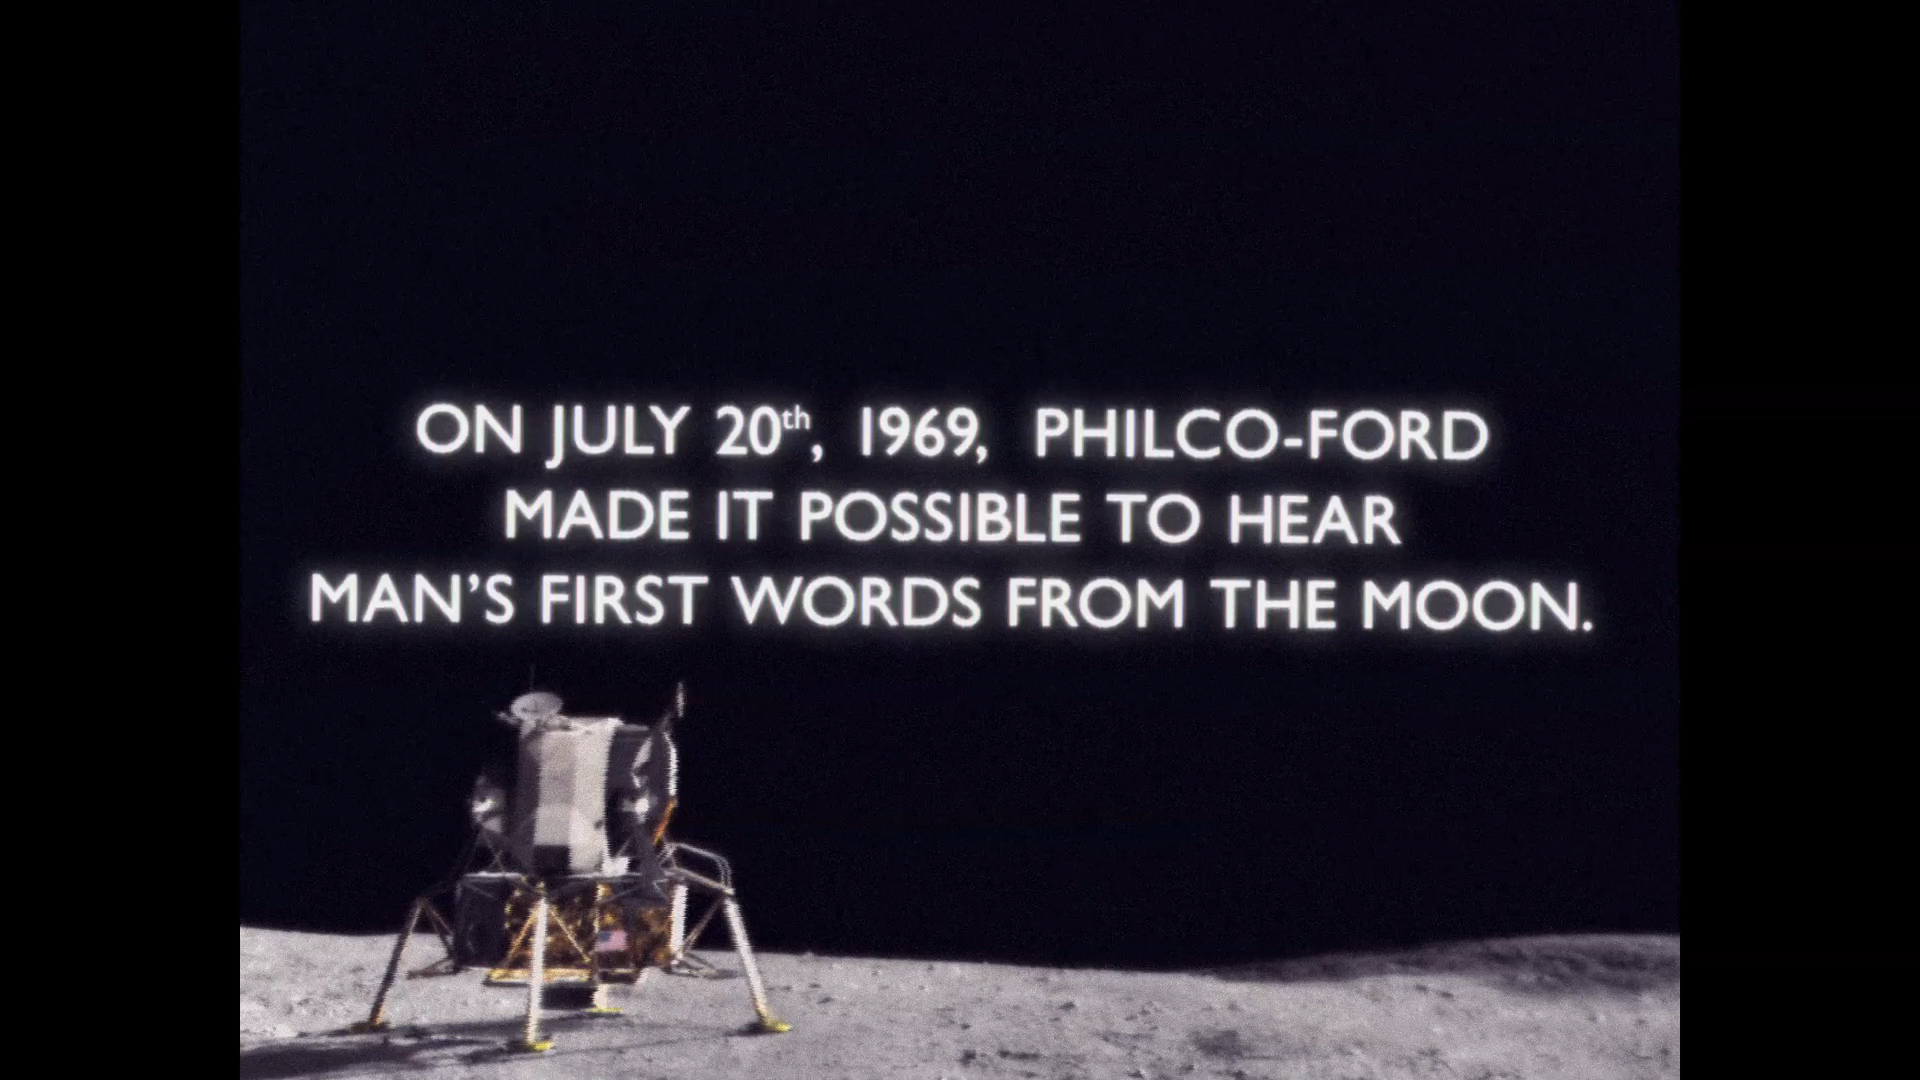 ON JULY 20th, 1969, PHILCO-FORD
MADE IT POSSIBLE TO HEAR
MAN'S FIRST WORDS FROM THE MOON.